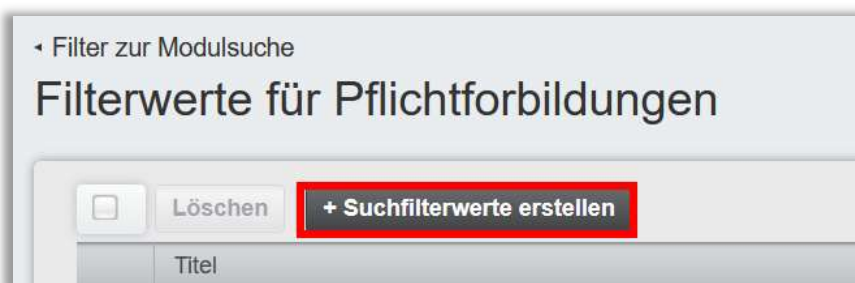 ◂ Filter zur Modulsuche
Filterwerte für Pflichtforbildungen
Löschen + Suchfilterwerte erstellen
Titel